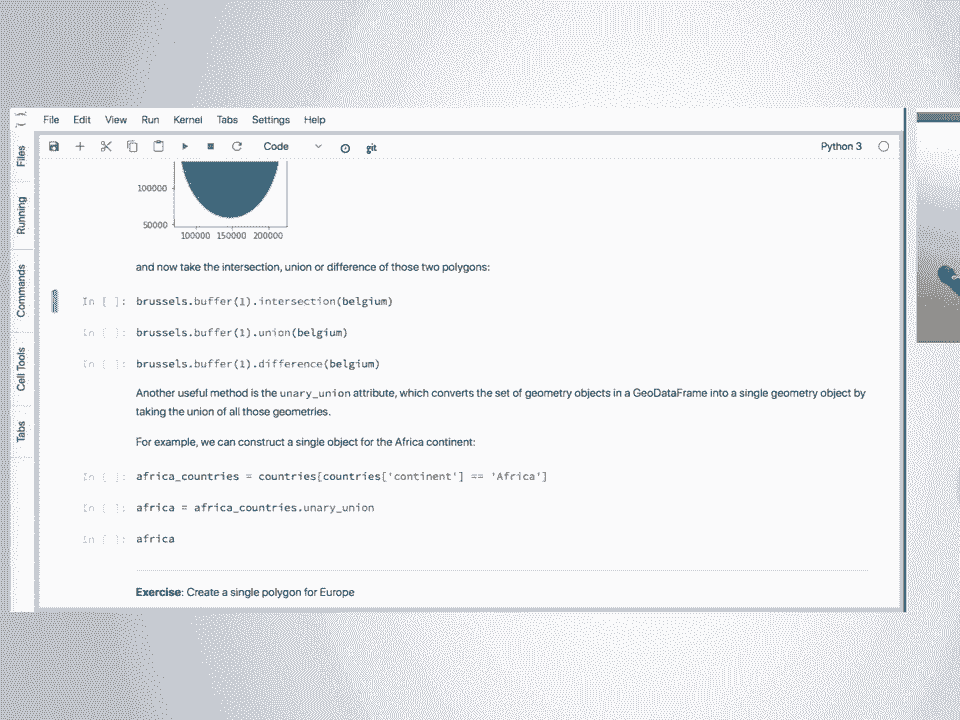 File Edit View Run Kernel Tabs Settings Help
Code git Python 3
Files
Running
Commands
Cell Tools
Tabs
100000
50000
100000 150000 200000
and now take the intersection, union or difference of those two polygons:
In [ ]: brussels.buffer(1).intersection(belgium)
In [ ]: brussels.buffer(1).union(belgium)
In [ ]: brussels.buffer(1).difference(belgium)
Another useful method is the unary_union attribute, which converts the set of geometry objects in a GeoDataFrame into a single geometry object by
taking the union of all those geometries.
For example, we can construct a single object for the Africa continent:
In [ ]: africa_countries = countries[countries['continent'] == 'Africa']
In [ ]: africa = africa_countries.unary_union
In [ ]: africa
Exercise: Create a single polygon for Europe